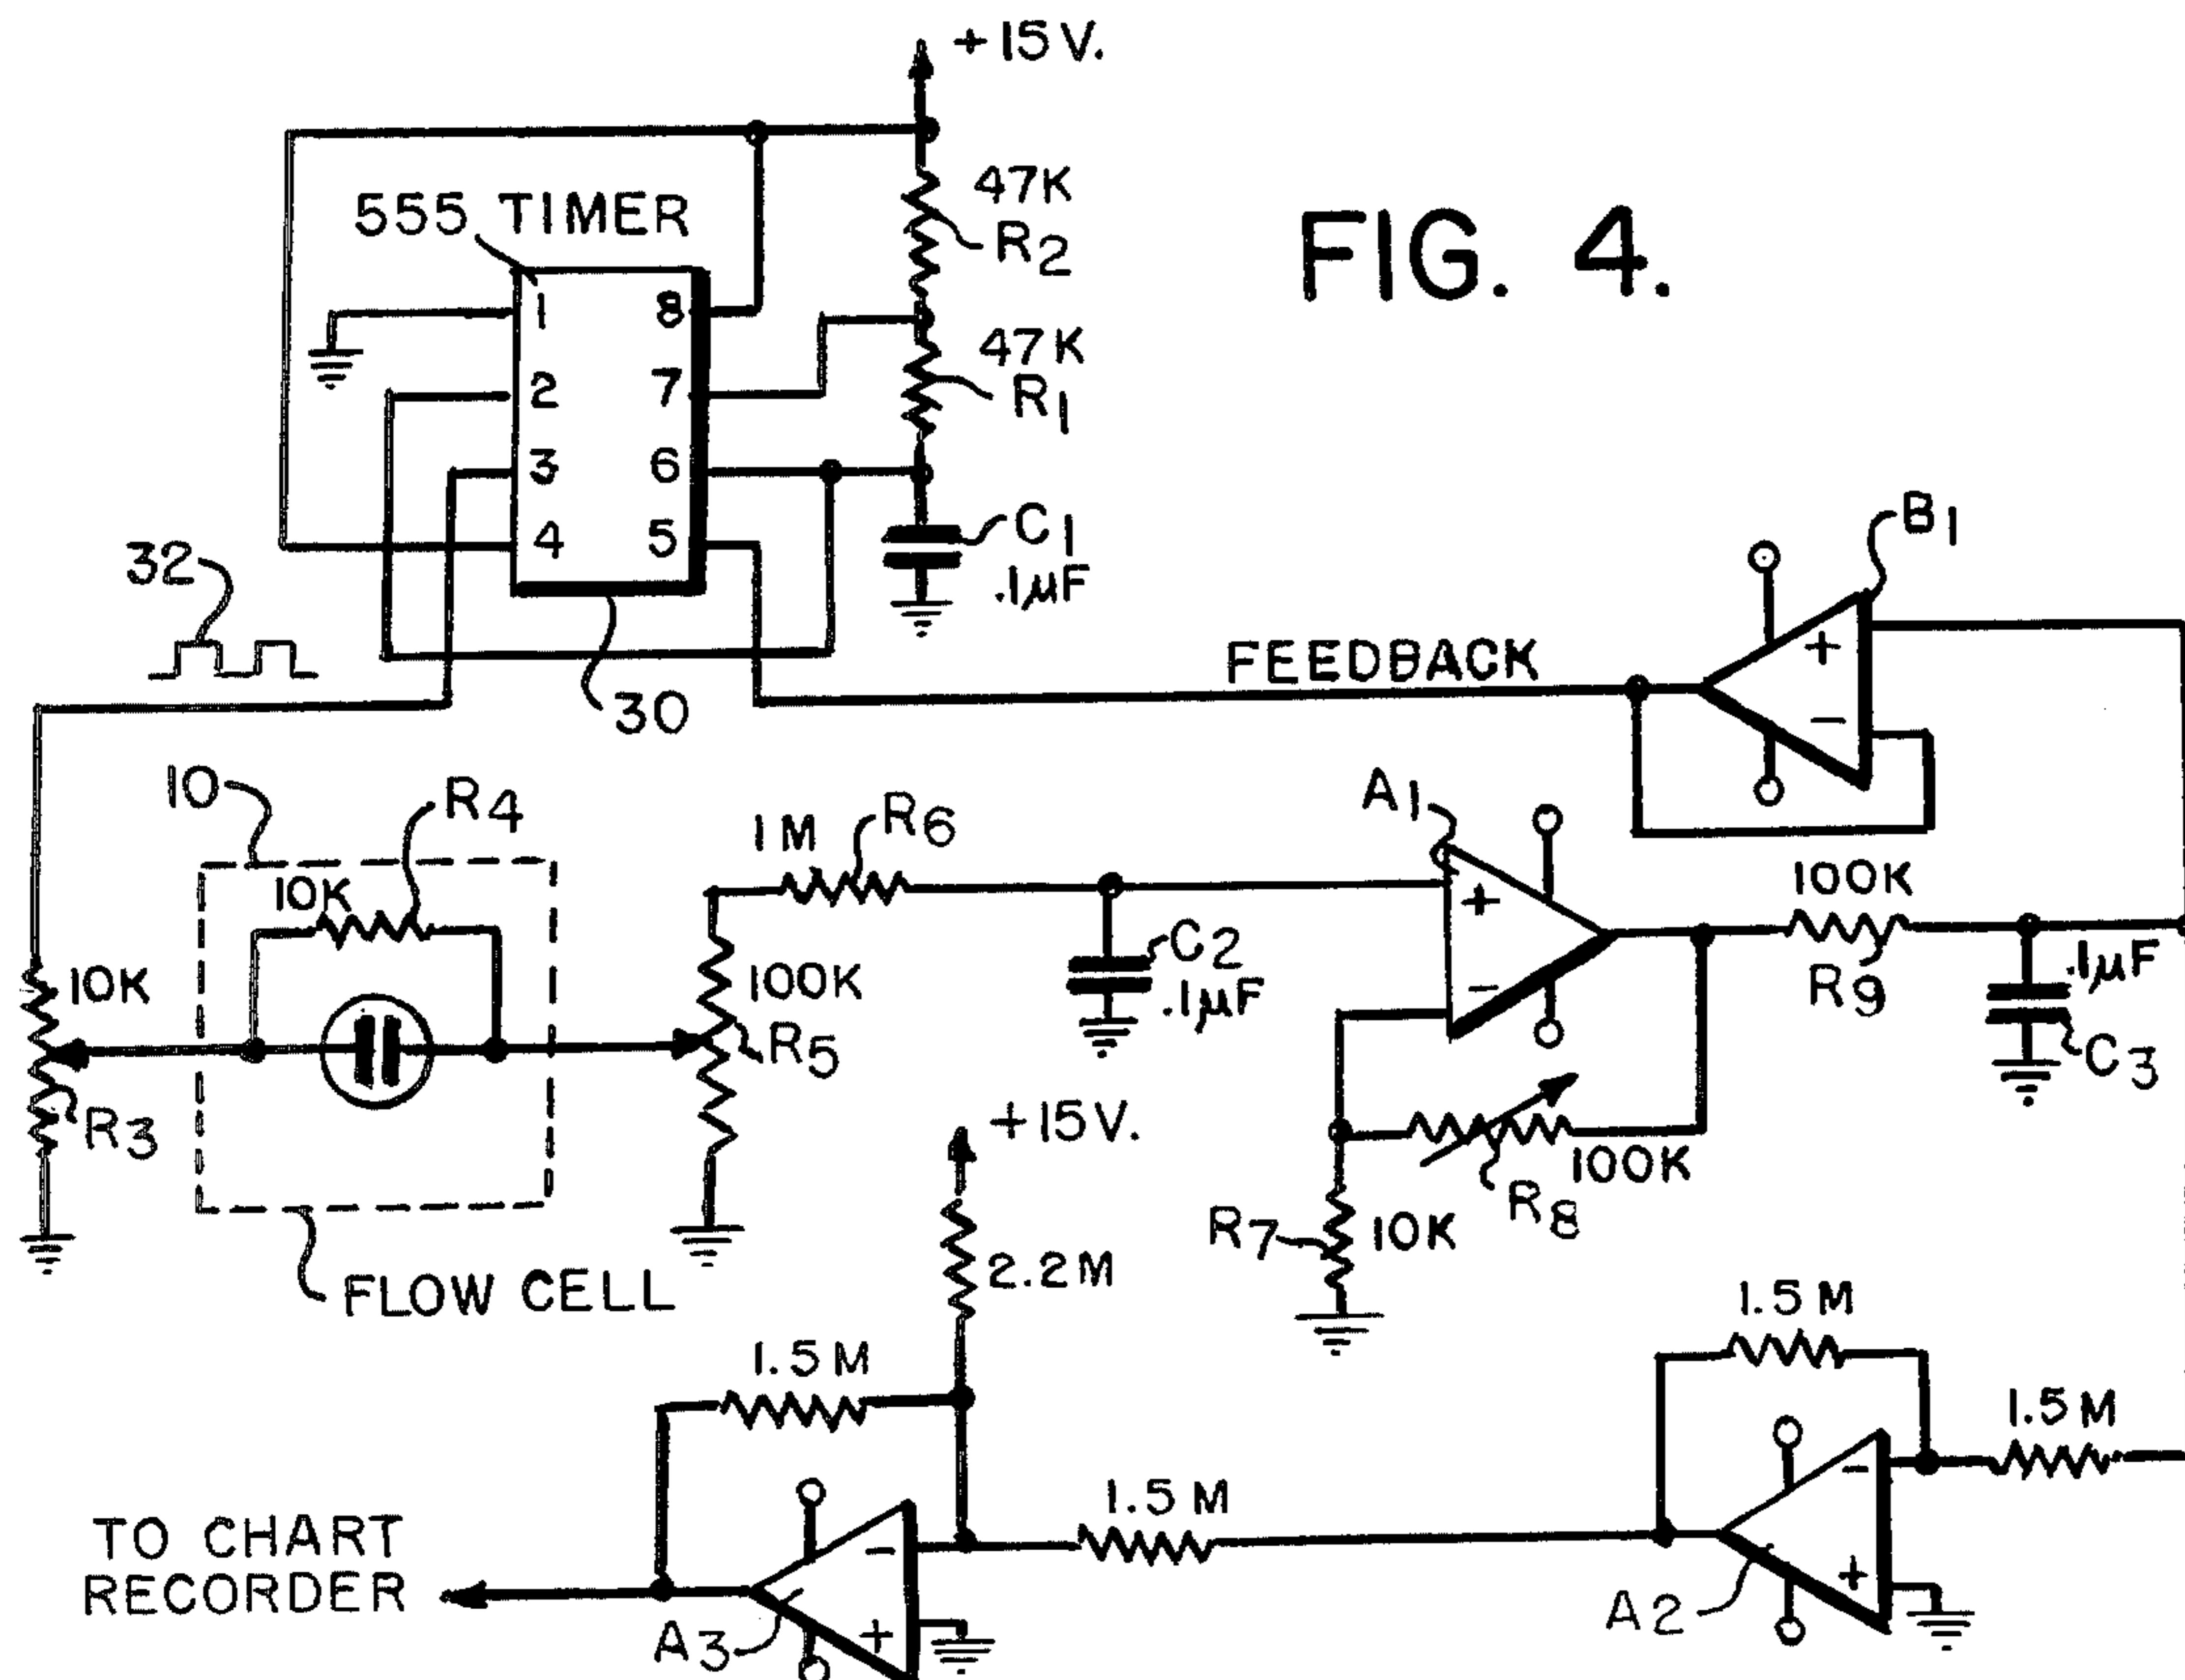 +15V.
47K
R2
FIG. 4.
555 TIMER
1
8
47K
R1
2
7
3
6
4
5
C1
.1µF
32
30
FEEDBACK
B1
+
−
10
R4
10K
1M
R6
A1
100K
+
−
R9
.1µF
C3
10K
R3
100K
R5
C2
.1µF
+15V.
R8
100K
R7
10K
FLOW CELL
2.2M
1.5M
1.5M
1.5M
1.5M
−
+
A2
−
+
A3
TO CHART
RECORDER